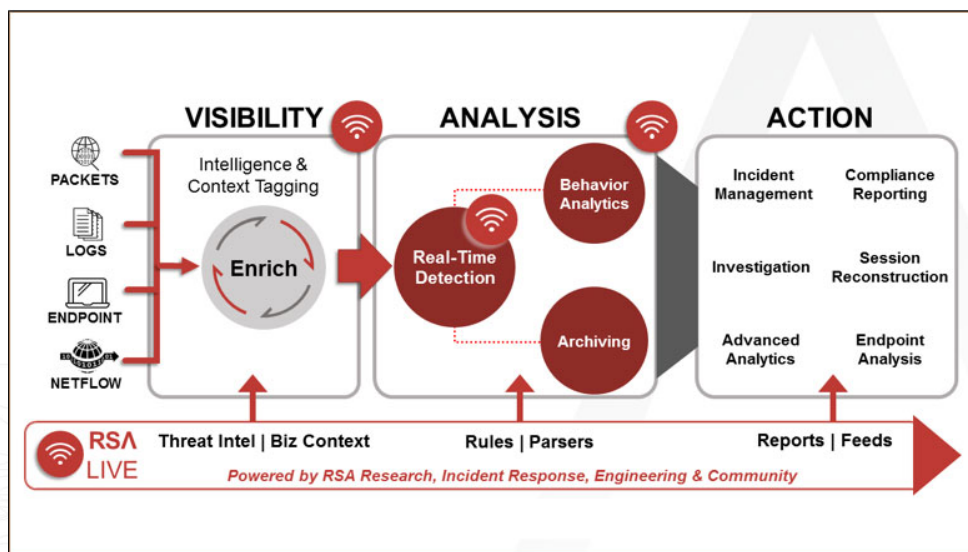 VISIBILITY
ANALYSIS
ACTION
PACKETS
LOGS
ENDPOINT
NETFLOW
Intelligence &
Context Tagging
Enrich
Real-Time
Detection
Behavior
Analytics
Archiving
Incident
Management
Compliance
Reporting
Investigation
Session
Reconstruction
Advanced
Analytics
Endpoint
Analysis
RSA
LIVE
Threat Intel | Biz Context
Rules | Parsers
Reports | Feeds
Powered by RSA Research, Incident Response, Engineering & Community